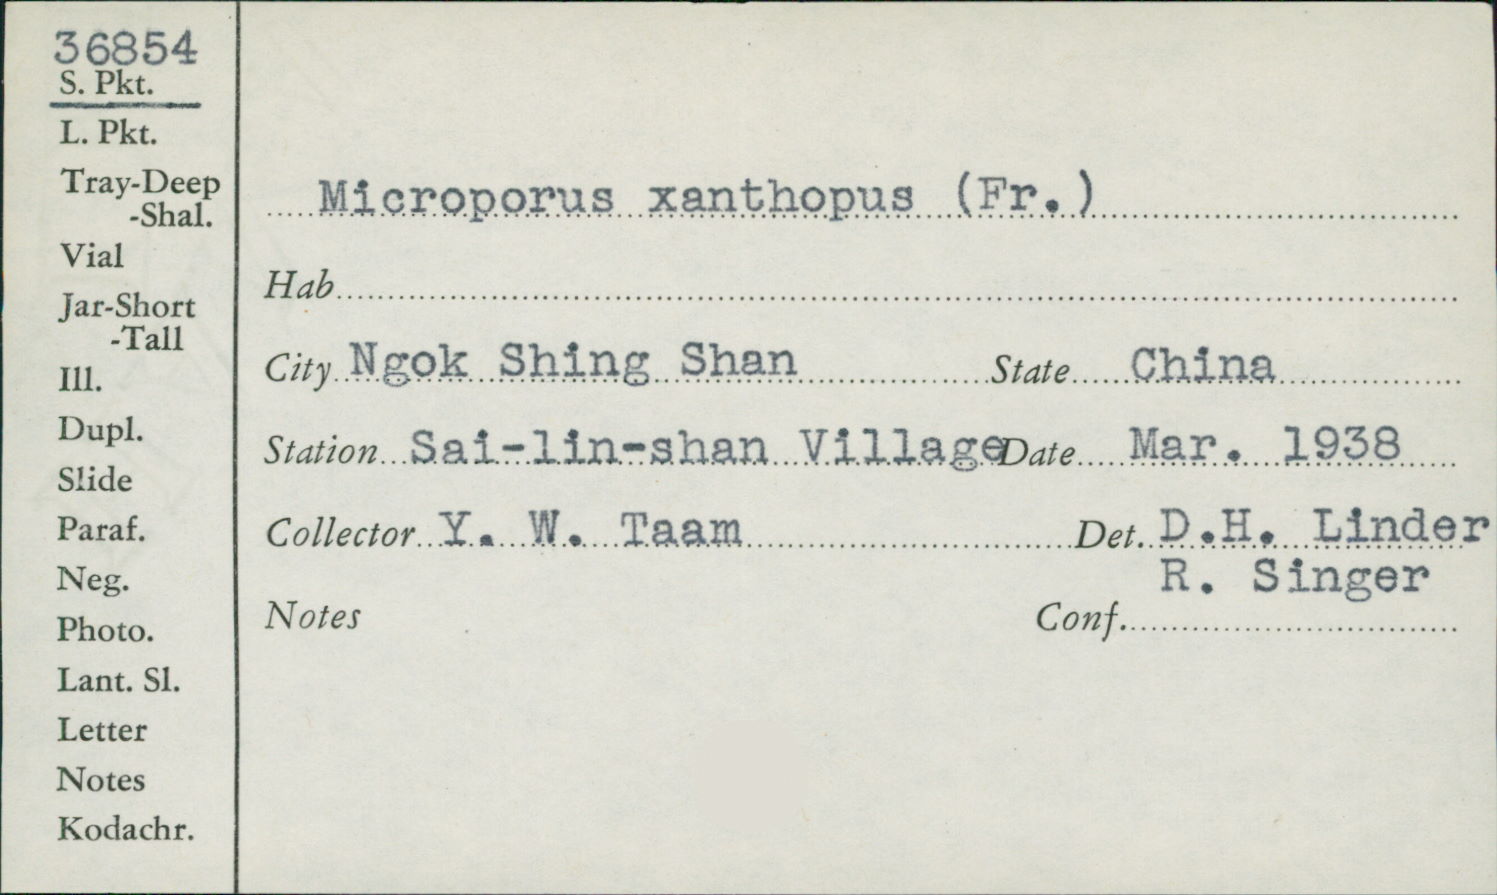 36854
S. Pkt.
L. Pkt.
Tray-Deep
-Shal.
Vial
Jar-Short
-Tall
Ill.
Dupl.
Slide
Paraf.
Neg.
Photo.
Lant. Sl.
Letter
Notes
Kodachr.
Microporus xanthopus (Fr.)
Hab
City Ngok Shing Shan State China
Station Sai-lin-shan Village Date Mar. 1938
Collector Y. W. Taam Det. D.H. Linder
R. Singer
Notes Conf.